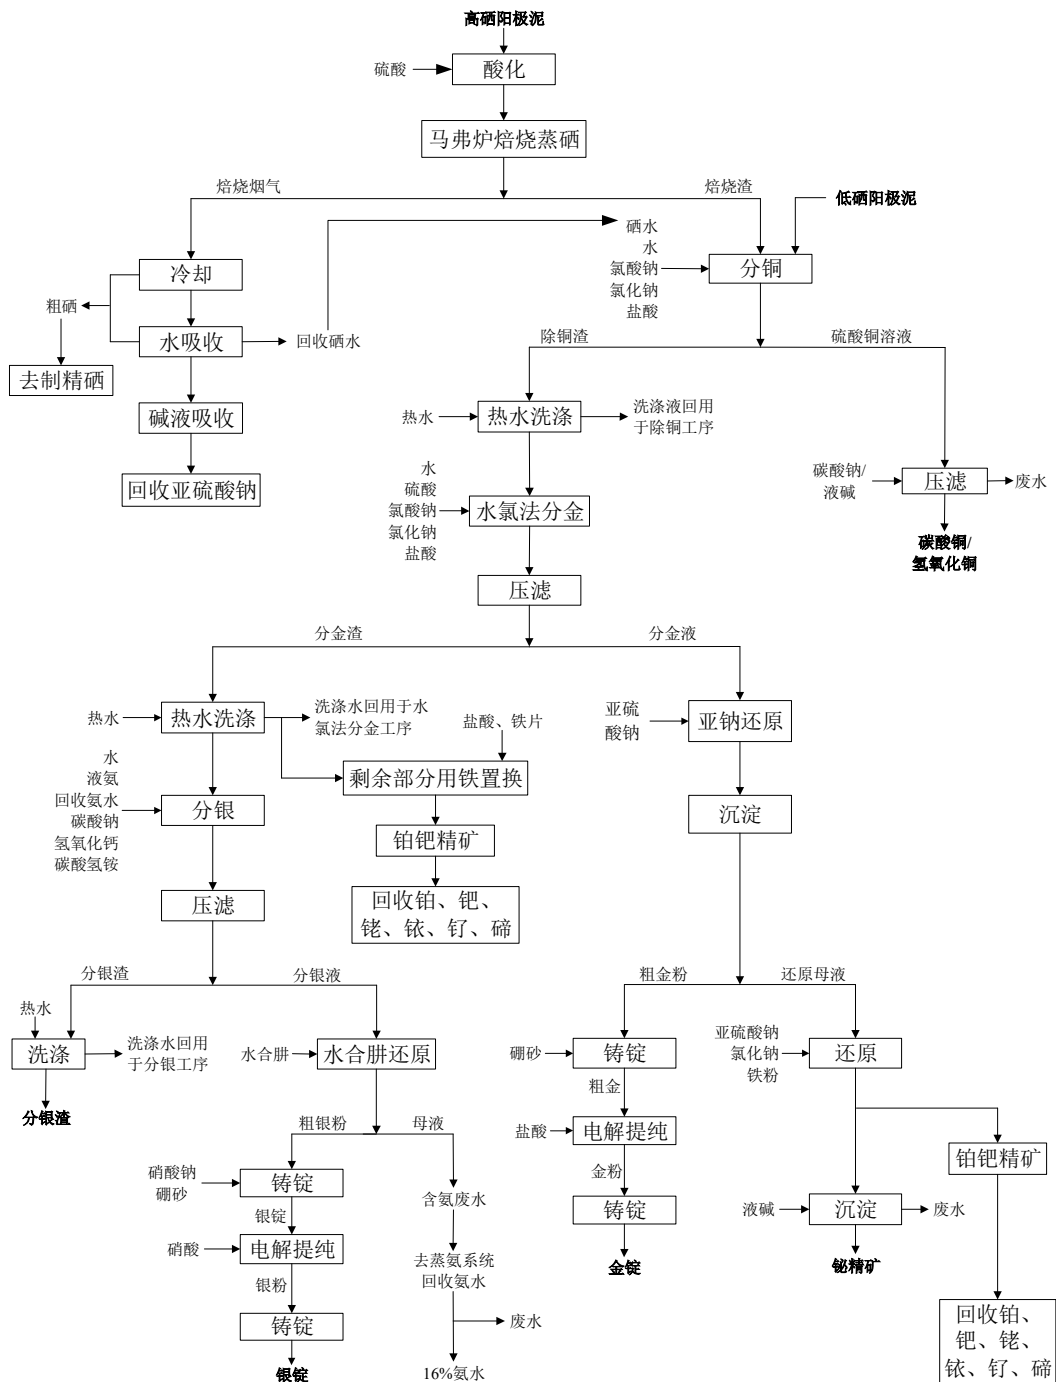 高硒阳极泥
硫酸
酸化
马弗炉焙烧蒸硒
焙烧烟气
焙烧渣
低硒阳极泥
硒水
水
氯酸钠
氯化钠
盐酸
分铜
冷却
粗硒
水吸收
回收硒水
去制精硒
碱液吸收
回收亚硫酸钠
除铜渣
硫酸铜溶液
热水
热水洗涤
洗涤液回用
于除铜工序
水
硫酸
氯酸钠
氯化钠
盐酸
水氯法分金
碳酸钠/
液碱
压滤
废水
碳酸铜/
氢氧化铜
压滤
分金渣
分金液
热水
热水洗涤
洗涤水回用于水
氯法分金工序
盐酸、铁片
亚硫
酸钠
亚钠还原
水
液氨
回收氨水
碳酸钠
氢氧化钙
碳酸氢铵
分银
剩余部分用铁置换
沉淀
铂钯精矿
压滤
回收铂、钯、
铑、铱、钌、碲
分银渣
分银液
粗金粉
还原母液
热水
洗涤
洗涤水回用
于分银工序
水合肼
水合肼还原
硼砂
铸锭
亚硫酸钠
氯化钠
铁粉
还原
分银渣
粗金
粗银粉
母液
盐酸
电解提纯
铂钯精矿
硝酸钠
硼砂
铸锭
含氨废水
金粉
铸锭
液碱
沉淀
废水
银锭
硝酸
电解提纯
去蒸氨系统
回收氨水
金锭
铋精矿
银粉
铸锭
废水
回收铂、
钯、铑、
铱、钌、碲
银锭
16%氨水